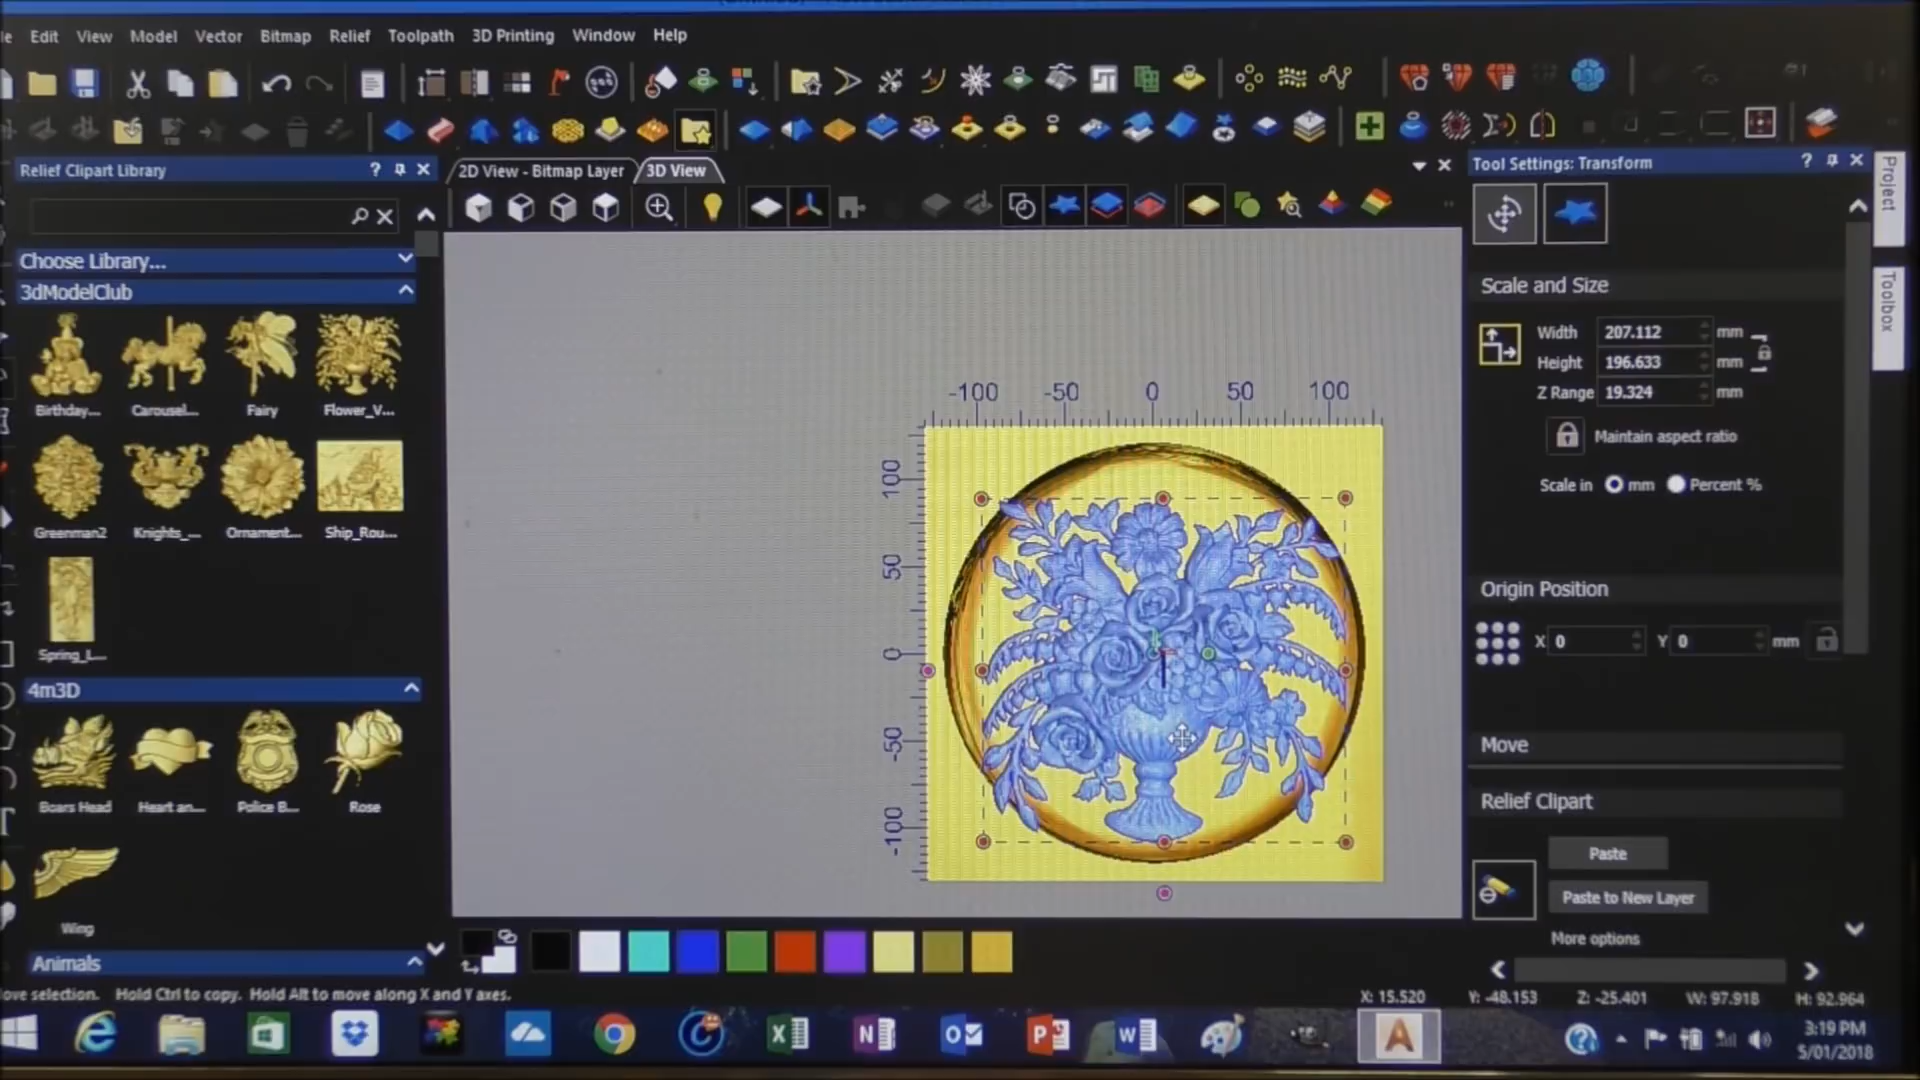 Edit View Model Vector Bitmap Relief Toolpath 3D Printing Window Help
Relief Clipart Library ?
2D View - Bitmap Layer 3D View
Tool Settings: Transform ?
Project
Toolbox
Choose Library...
3dModelClub
Birthday... Carousel... Fairy Flower_V...
Greenman2 Knights_... Ornament... Ship_Rou...
Spring_L...
4m3D
Boars Head Heart an... Police B... Rose
Wing
Animals
-100 -50 0 50 100
100
50
0
-50
-100
Scale and Size
Width 207.112 mm
Height 196.633 mm
Z Range 19.324 mm
Maintain aspect ratio
Scale in mm Percent %
Origin Position
X 0 Y 0 mm
Move
Relief Clipart
Paste
Paste to New Layer
More options
ove selection. Hold Ctrl to copy. Hold Alt to move along X and Y axes.
X: 15.520 Y: -48.153 Z: -25.401 W: 97.918 H: 92.964
3:19 PM
5/01/2018